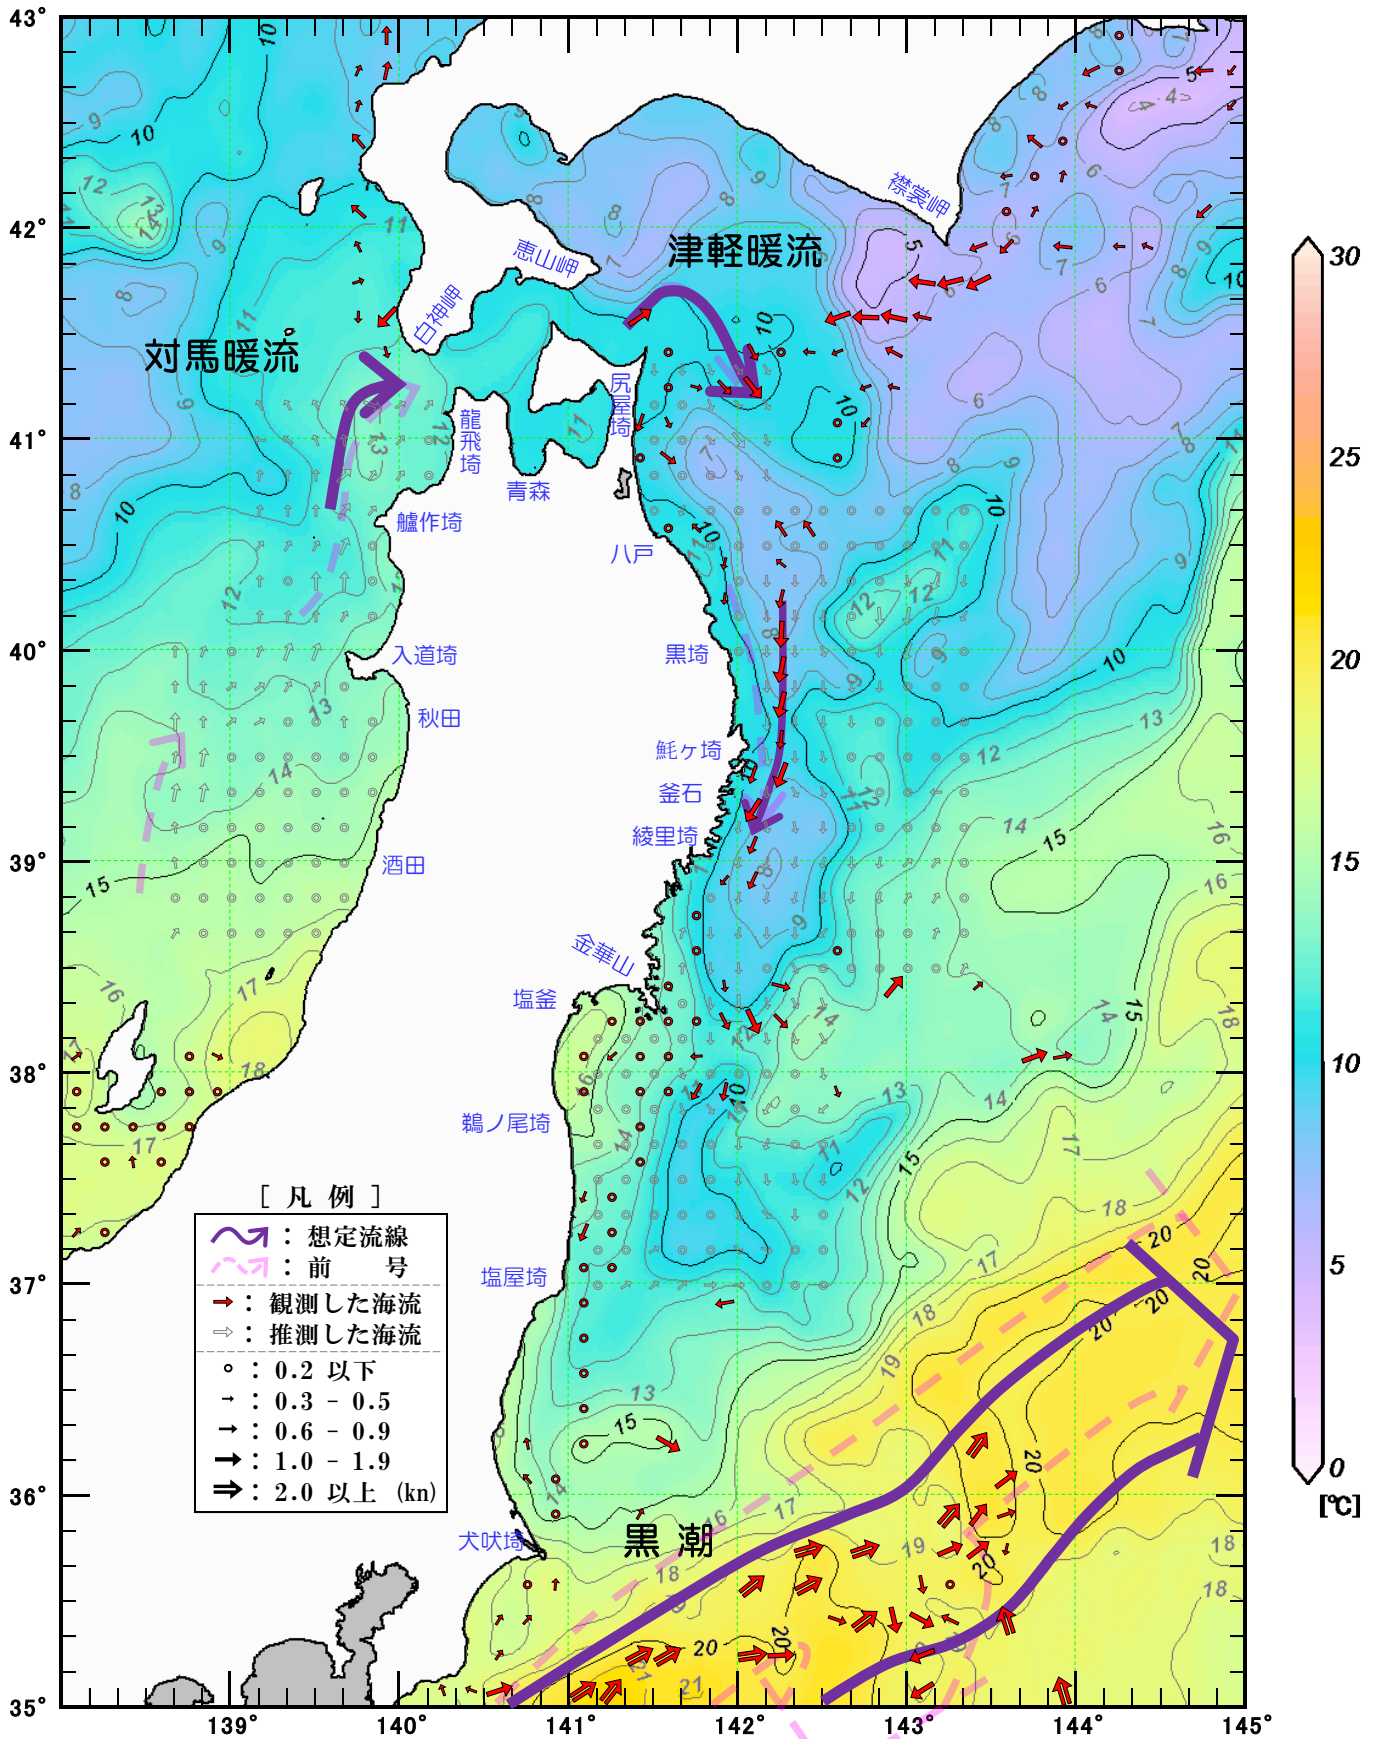 43°
42°
41°
40°
39°
38°
37°
36°
35°
139°
140°
141°
142°
143°
144°
145°
対馬暖流
津軽暖流
黒潮
襟裳岬
恵山岬
白神岬
龍飛埼
尻屋埼
青森
艫作埼
八戸
入道埼
黒埼
秋田
魹ヶ埼
釜石
綾里埼
酒田
金華山
塩釜
鵜ノ尾埼
塩屋埼
犬吠埼
[ 凡 例 ]
： 想定流線
： 前 号
： 観測した海流
： 推測した海流
： 0.2 以下
： 0.3 - 0.5
： 0.6 - 0.9
： 1.0 - 1.9
： 2.0 以上 (kn)
30
25
20
15
10
5
0
[℃]